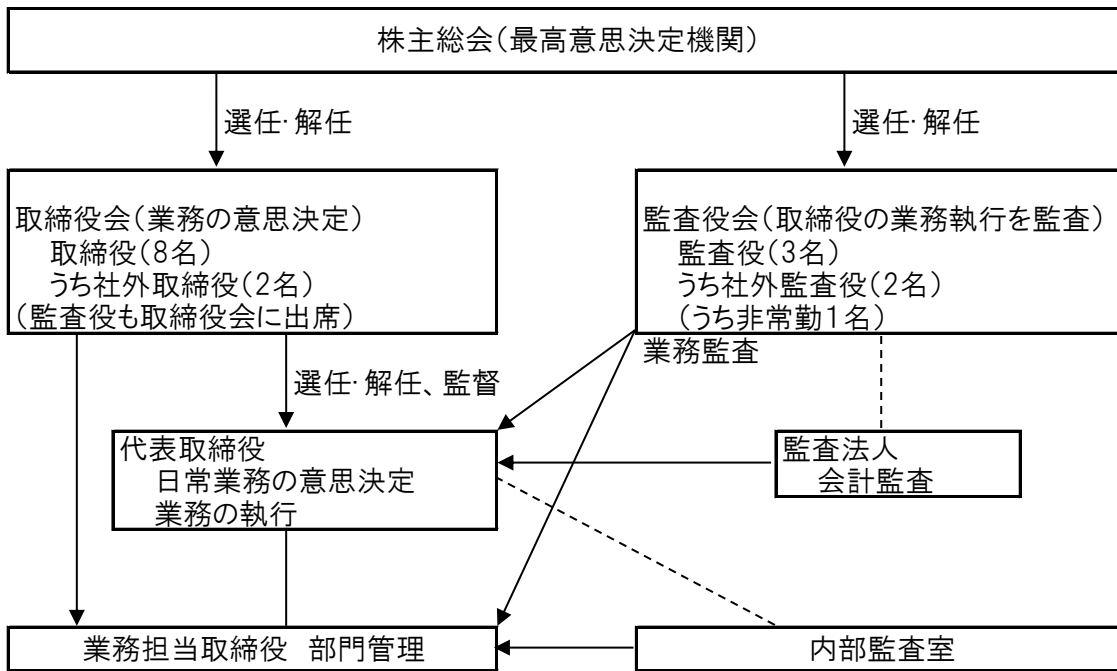 株主総会(最高意思決定機関)
選任・解任
選任・解任
取締役会(業務の意思決定)
取締役(8名)
うち社外取締役(2名)
(監査役も取締役会に出席)
監査役会(取締役の業務執行を監査)
監査役(3名)
うち社外監査役(2名)
(うち非常勤1名)
業務監査
選任・解任、監督
代表取締役
日常業務の意思決定
業務の執行
監査法人
会計監査
業務担当取締役 部門管理
内部監査室